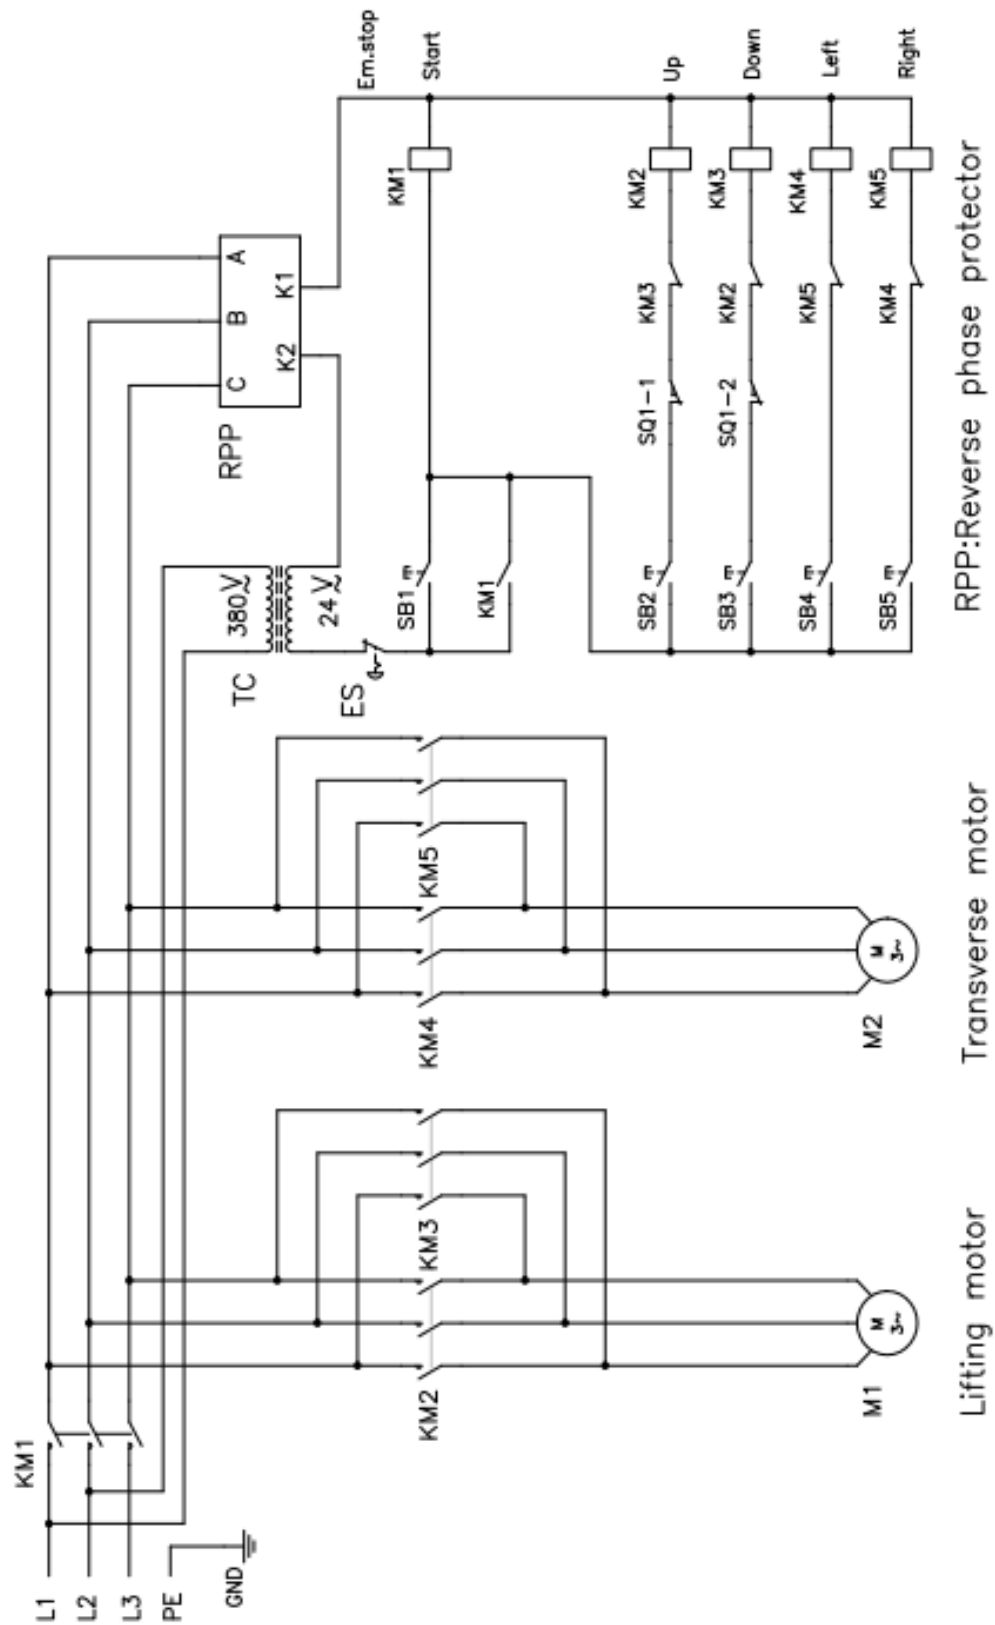 L1
L2
L3
PE
GND
KM1
KM2
KM3
M
3~
M1
Lifting motor
KM4
KM5
M
3~
M2
Transverse motor
TC
380V
24V
ES
RPP
C
B
A
K2
K1
Em.stop
SB1
KM1
Start
KM1
SB2
SQ1-1
KM3
KM2
Up
SB3
SQ1-2
KM2
KM3
Down
SB4
KM5
KM4
Left
SB5
KM4
KM5
Right
RPP:Reverse phase protector